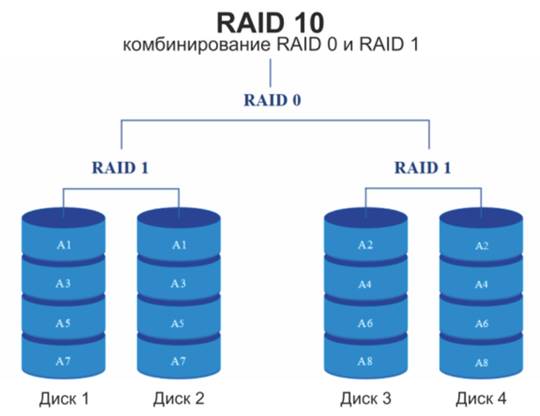 RAID 10
комбинирование RAID 0 и RAID 1
RAID 0
RAID 1 RAID 1
A1 A1 A2 A2
A3 A3 A4 A4
A5 A5 A6 A6
A7 A7 A8 A8
Диск 1 Диск 2 Диск 3 Диск 4